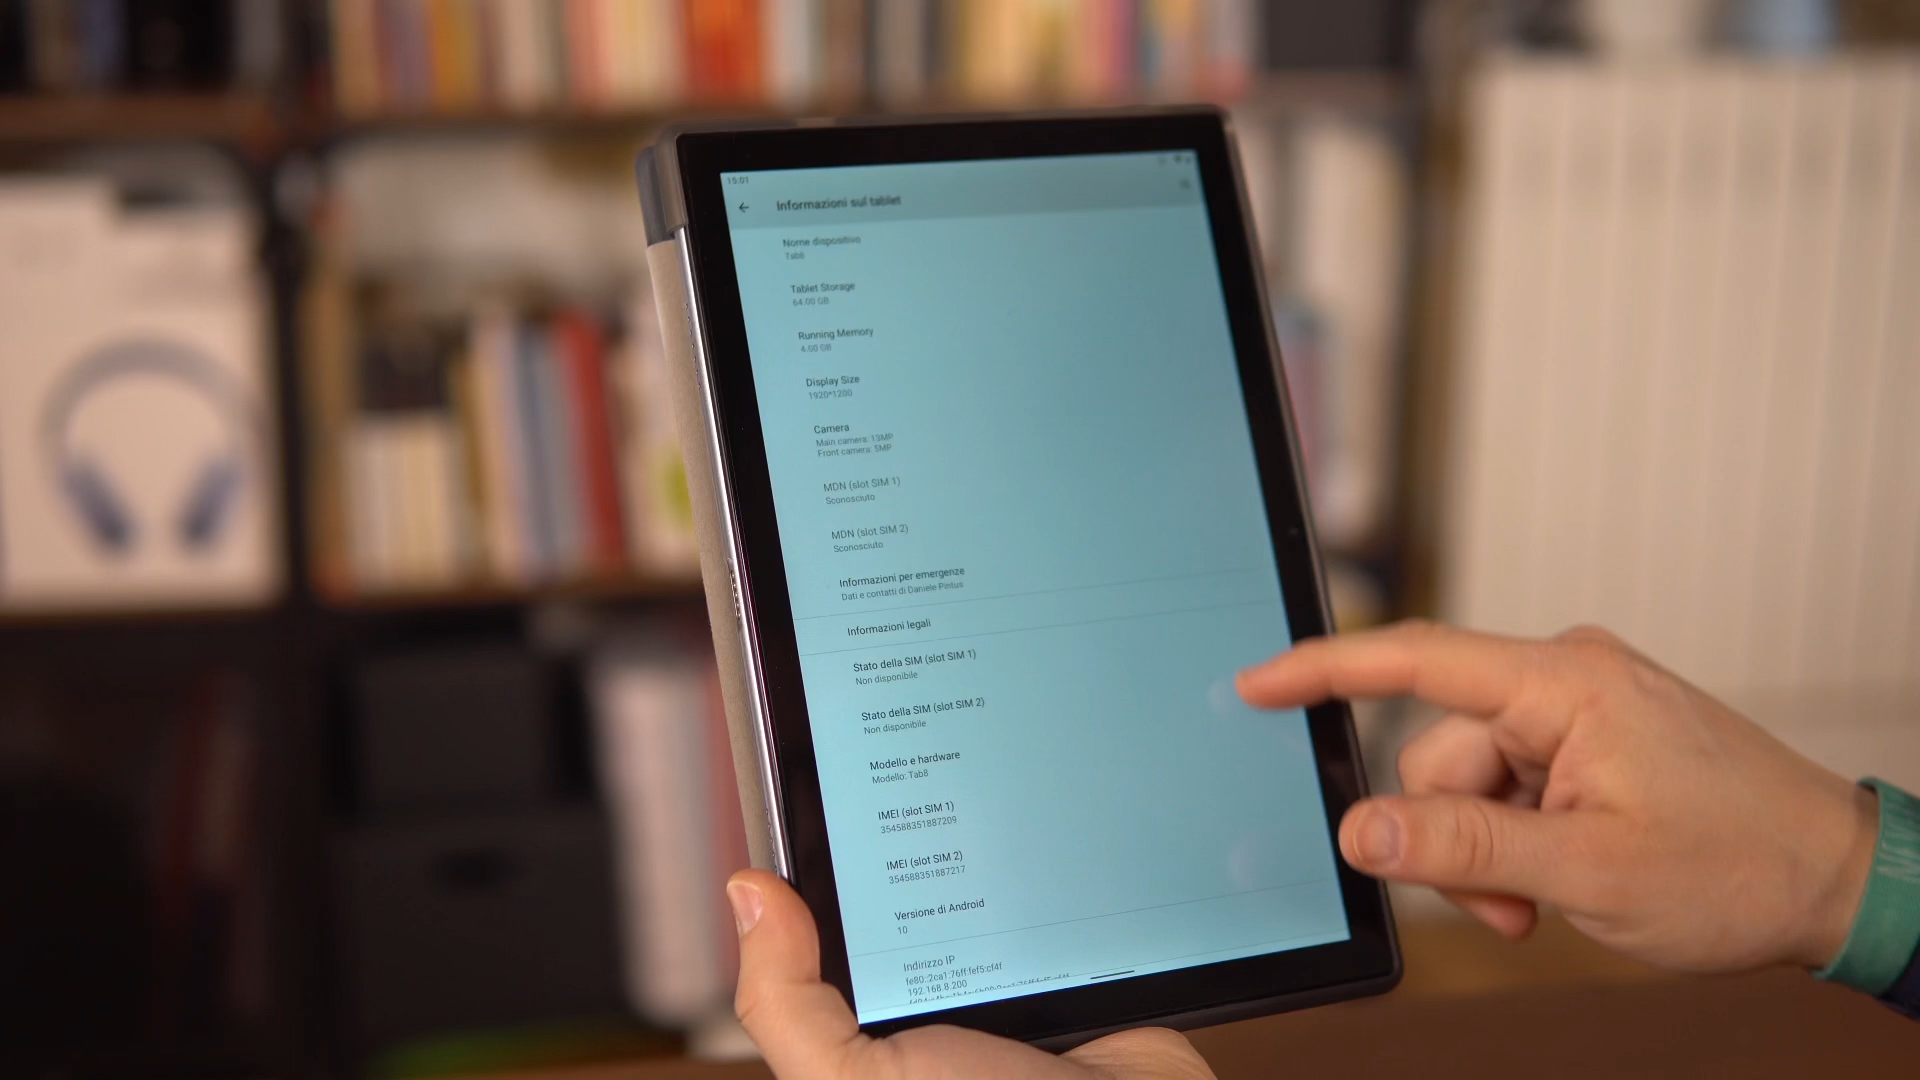 15:01
Informazioni sul tablet
Nome dispositivo
Tab8
Tablet Storage
64.00 GB
Running Memory
4.00 GB
Display Size
1920*1200
Camera
Main camera: 13MP
Front camera: 5MP
MDN (slot SIM 1)
Sconosciuto
MDN (slot SIM 2)
Sconosciuto
Informazioni per emergenze
Dati e contatti di Daniele Pintus
Informazioni legali
Stato della SIM (slot SIM 1)
Non disponibile
Stato della SIM (slot SIM 2)
Non disponibile
Modello e hardware
Modello: Tab8
IMEI (slot SIM 1)
354588351887209
IMEI (slot SIM 2)
354588351887217
Versione di Android
10
Indirizzo IP
fe80::2ca1:76ff:fef5:cf4f
192.168.8.200